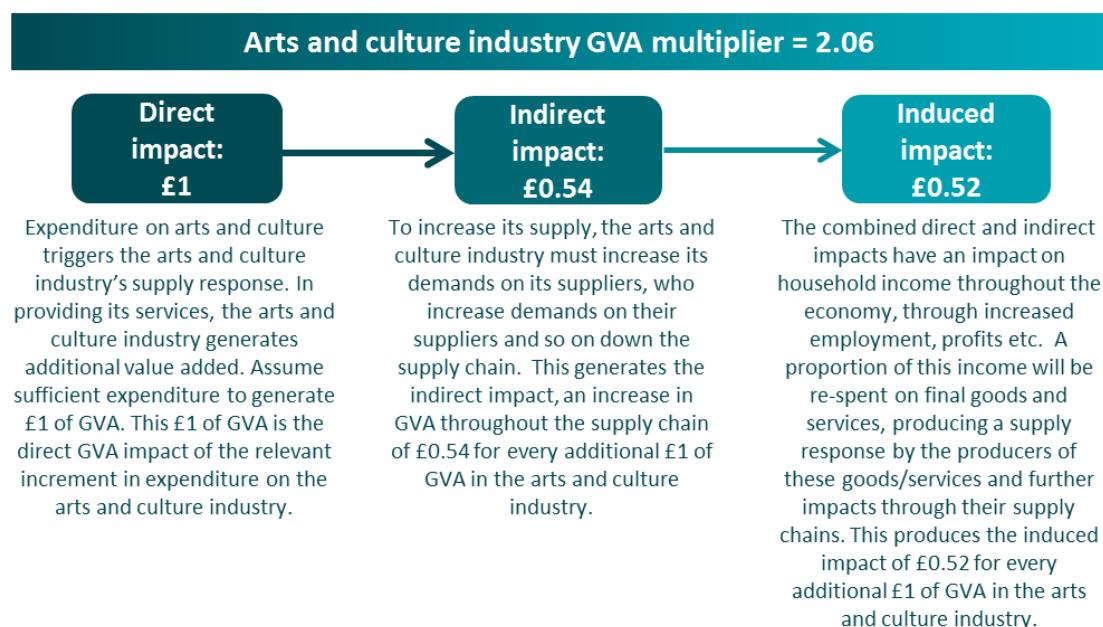 Arts and culture industry GVA multiplier = 2.06
Direct
impact:
£1
Expenditure on arts and culture
triggers the arts and culture
industry’s supply response. In
providing its services, the arts and
culture industry generates
additional value added. Assume
sufficient expenditure to generate
£1 of GVA. This £1 of GVA is the
direct GVA impact of the relevant
increment in expenditure on the
arts and culture industry.
Indirect
impact:
£0.54
To increase its supply, the arts and
culture industry must increase its
demands on its suppliers, who
increase demands on their
suppliers and so on down the
supply chain.  This generates the
indirect impact, an increase in
GVA throughout the supply chain
of £0.54 for every additional £1 of
GVA in the arts and culture
industry.
Induced
impact:
£0.52
The combined direct and indirect
impacts have an impact on
household income throughout the
economy, through increased
employment, profits etc.  A
proportion of this income will be
re-spent on final goods and
services, producing a supply
response by the producers of
these goods/services and further
impacts through their supply
chains. This produces the induced
impact of £0.52 for every
additional £1 of GVA in the arts
and culture industry.